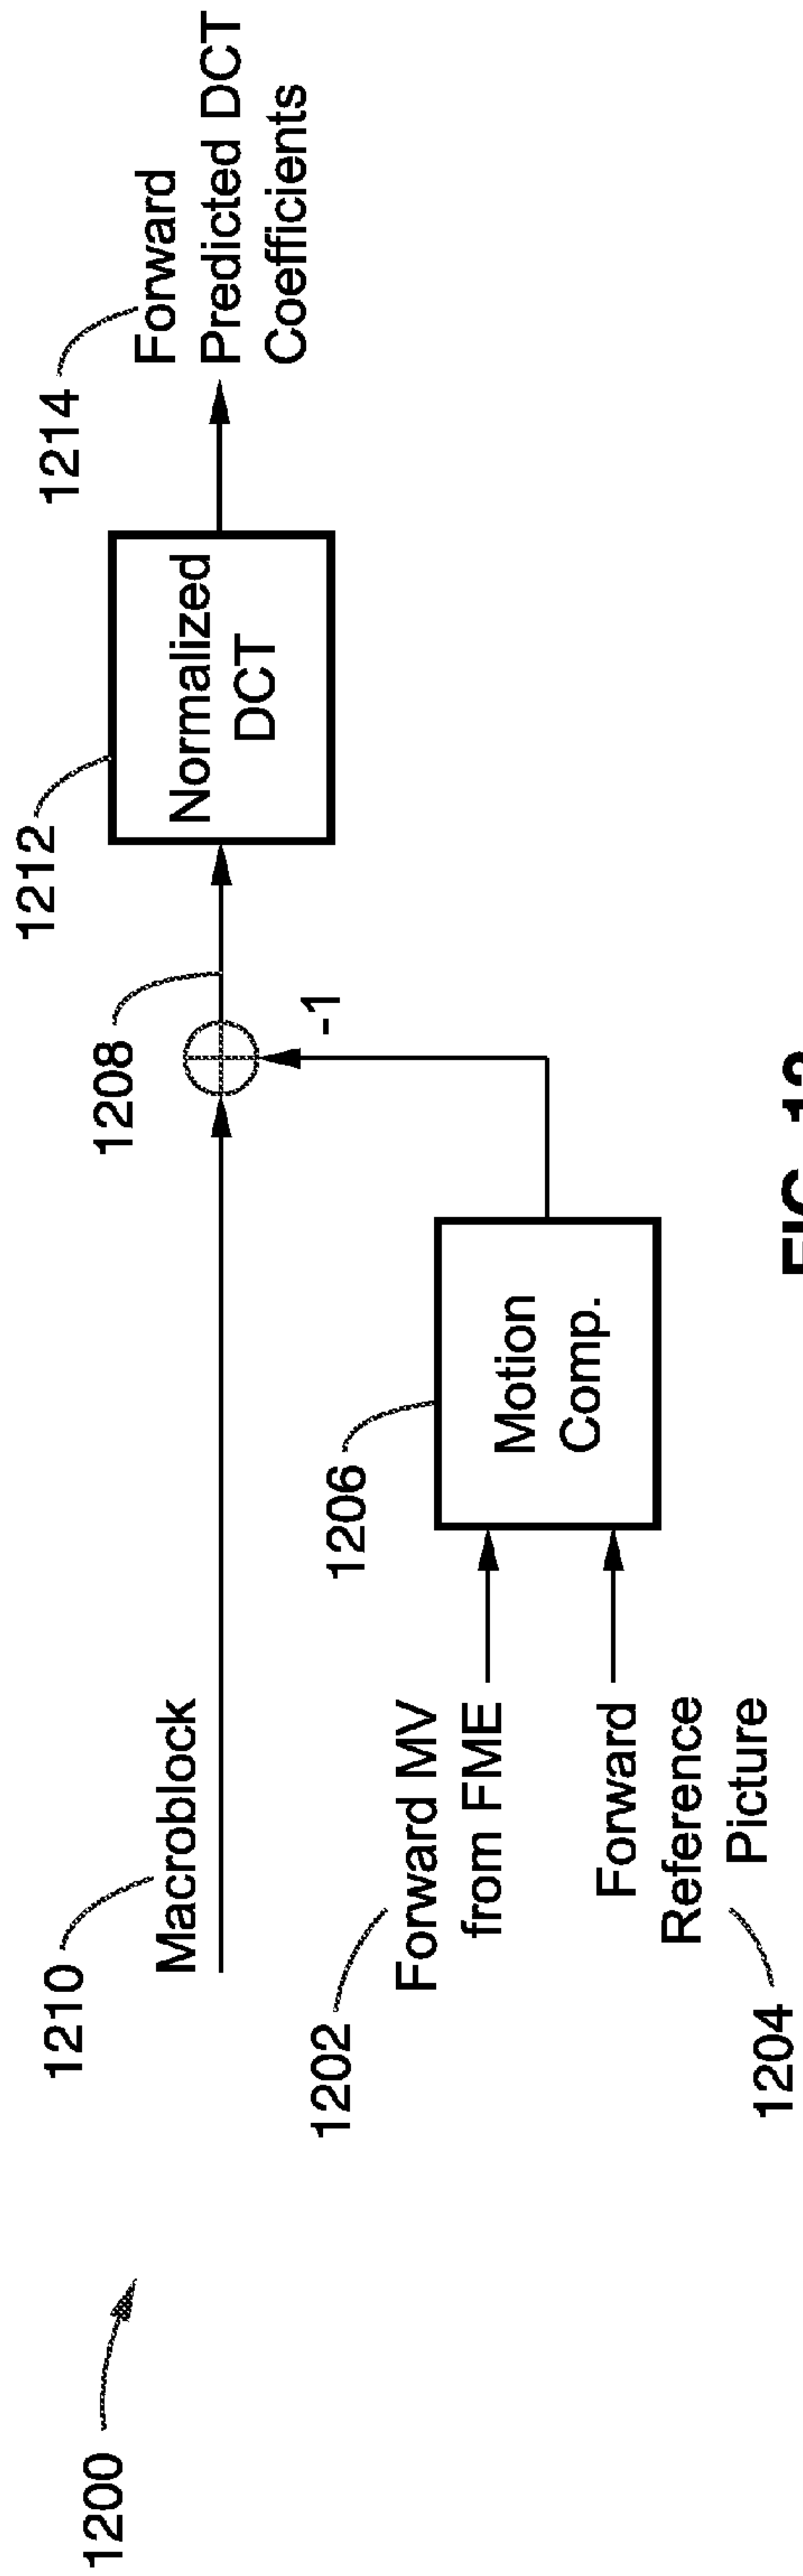 1200
1210
Macroblock
1202
Forward MV
from FME
Forward
Reference
Picture
1204
1206
Motion
Comp.
1208
-1
1212
Normalized
DCT
1214
Forward
Predicted DCT
Coefficients